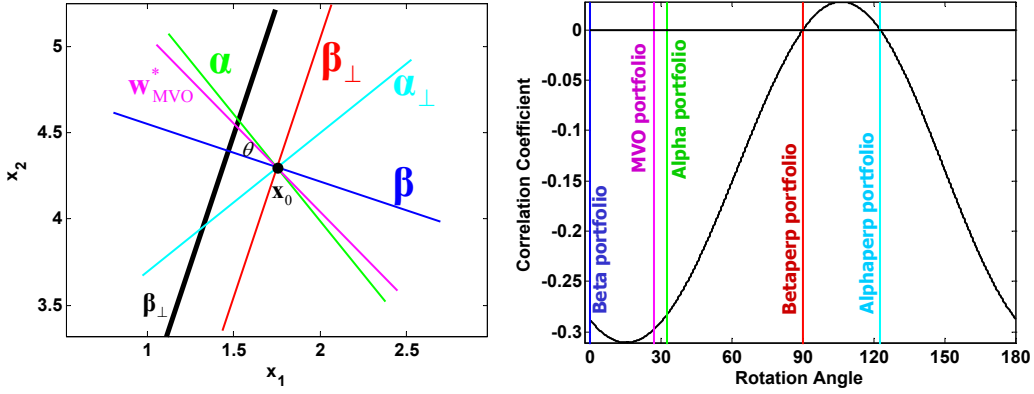 5
4.5
4
3.5
x₂
1
1.5
2
2.5
x₁
α
w*MVO
β⊥
α⊥
θ
β
x₀
β⊥
0
-0.05
-0.1
-0.15
-0.2
-0.25
-0.3
Correlation Coefficient
Beta portfolio
MVO portfolio
Alpha portfolio
Betaperp portfolio
Alphaperp portfolio
0
30
60
90
120
150
180
Rotation Angle